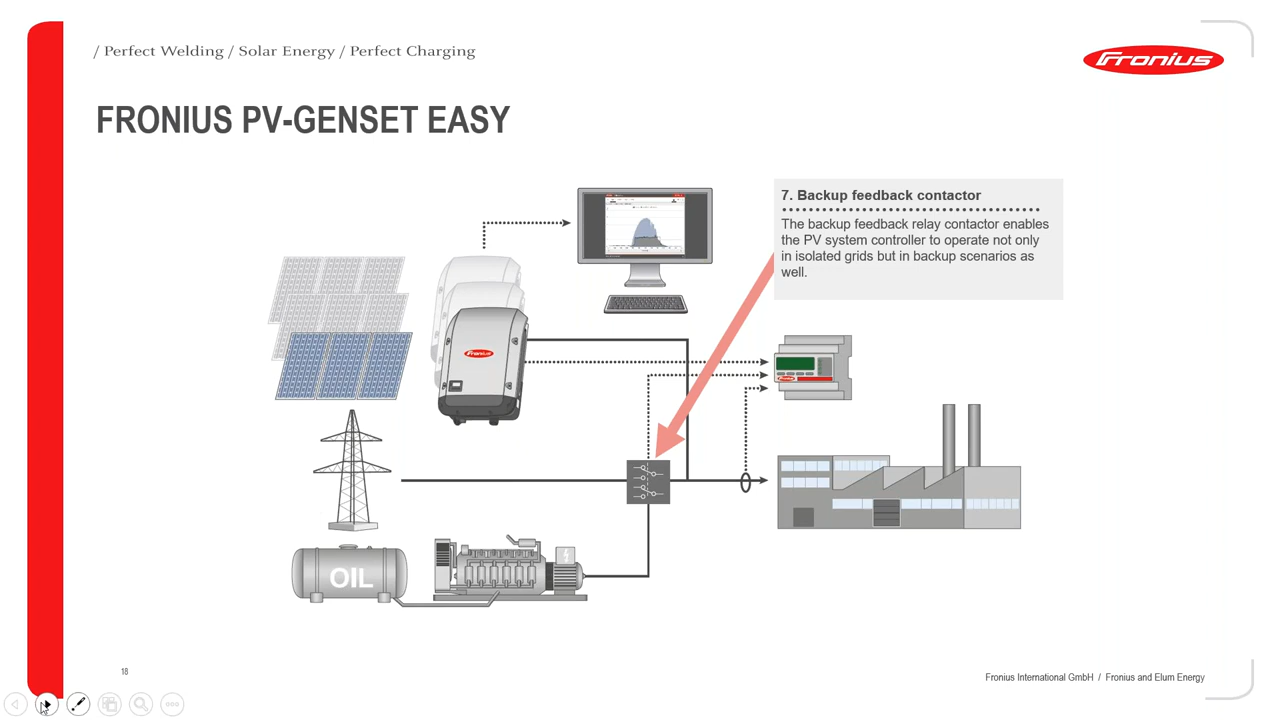 / Perfect Welding / Solar Energy / Perfect Charging
Fronius
FRONIUS PV-GENSET EASY
7. Backup feedback contactor
The backup feedback relay contactor enables
the PV system controller to operate not only
in isolated grids but in backup scenarios as
well.
Fronius
Fronius
OIL
18
Fronius International GmbH / Fronius and Elum Energy